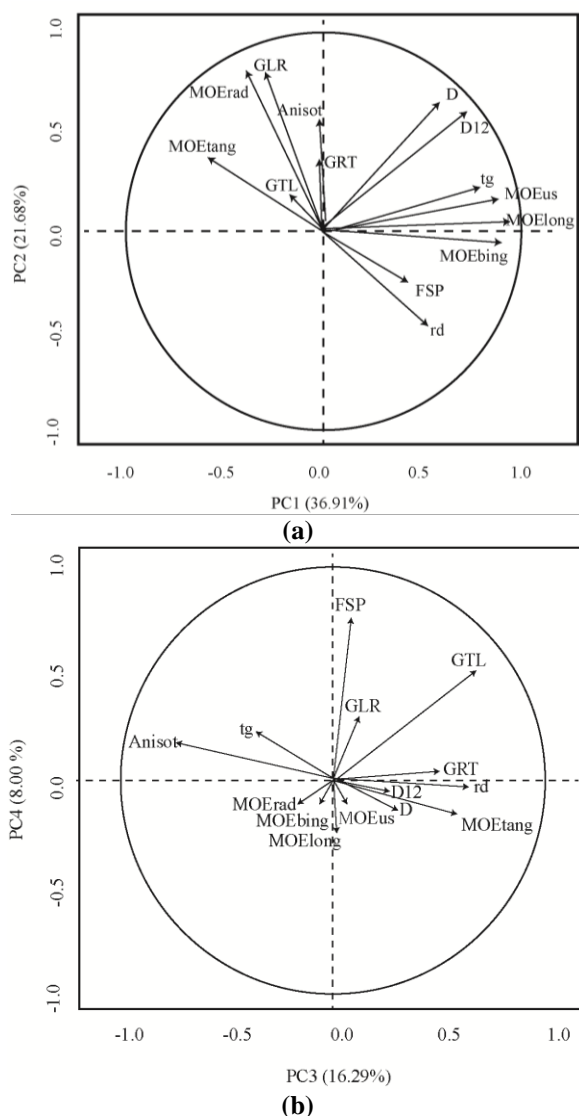 1.0
GLR
MOErad
D
Anisot
D12
0.5
MOEtang
GRT
tg
GTL
MOEus
MOElong
0.0
MOEbing
FSP
rd
-0.5
-1.0
PC2 (21.68%)
-1.0 -0.5 0.0 0.5 1.0
PC1 (36.91%)
(a)
1.0
FSP
GTL
0.5
GLR
tg
Anisot
GRT
rd
0.0
D12
MOErad
D
MOEbing
MOEus
MOEtang
MOElong
-0.5
-1.0
PC4 (8.00 %)
-1.0 -0.5 0.0 0.5 1.0
PC3 (16.29%)
(b)